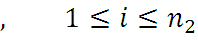 , 1 ≤ i ≤ n₂